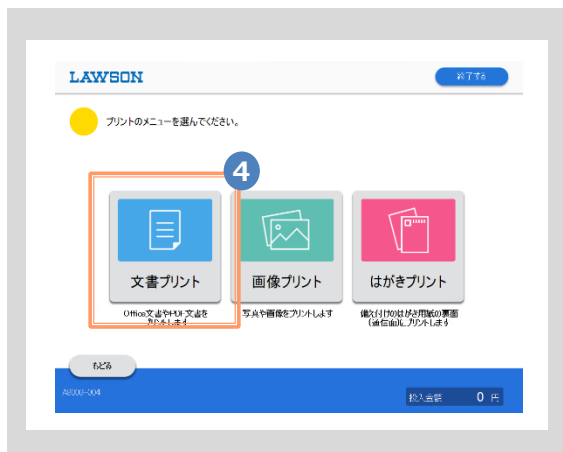 LAWSON
終了する
プリントのメニューを選んでください。
4
文書プリント
画像プリント
はがきプリント
Office文書やPDF文書を
プリントします
写真や画像をプリントします
備え付けのはがき用紙の裏面
(通信面)にプリントします
もどる
投入金額 0 円